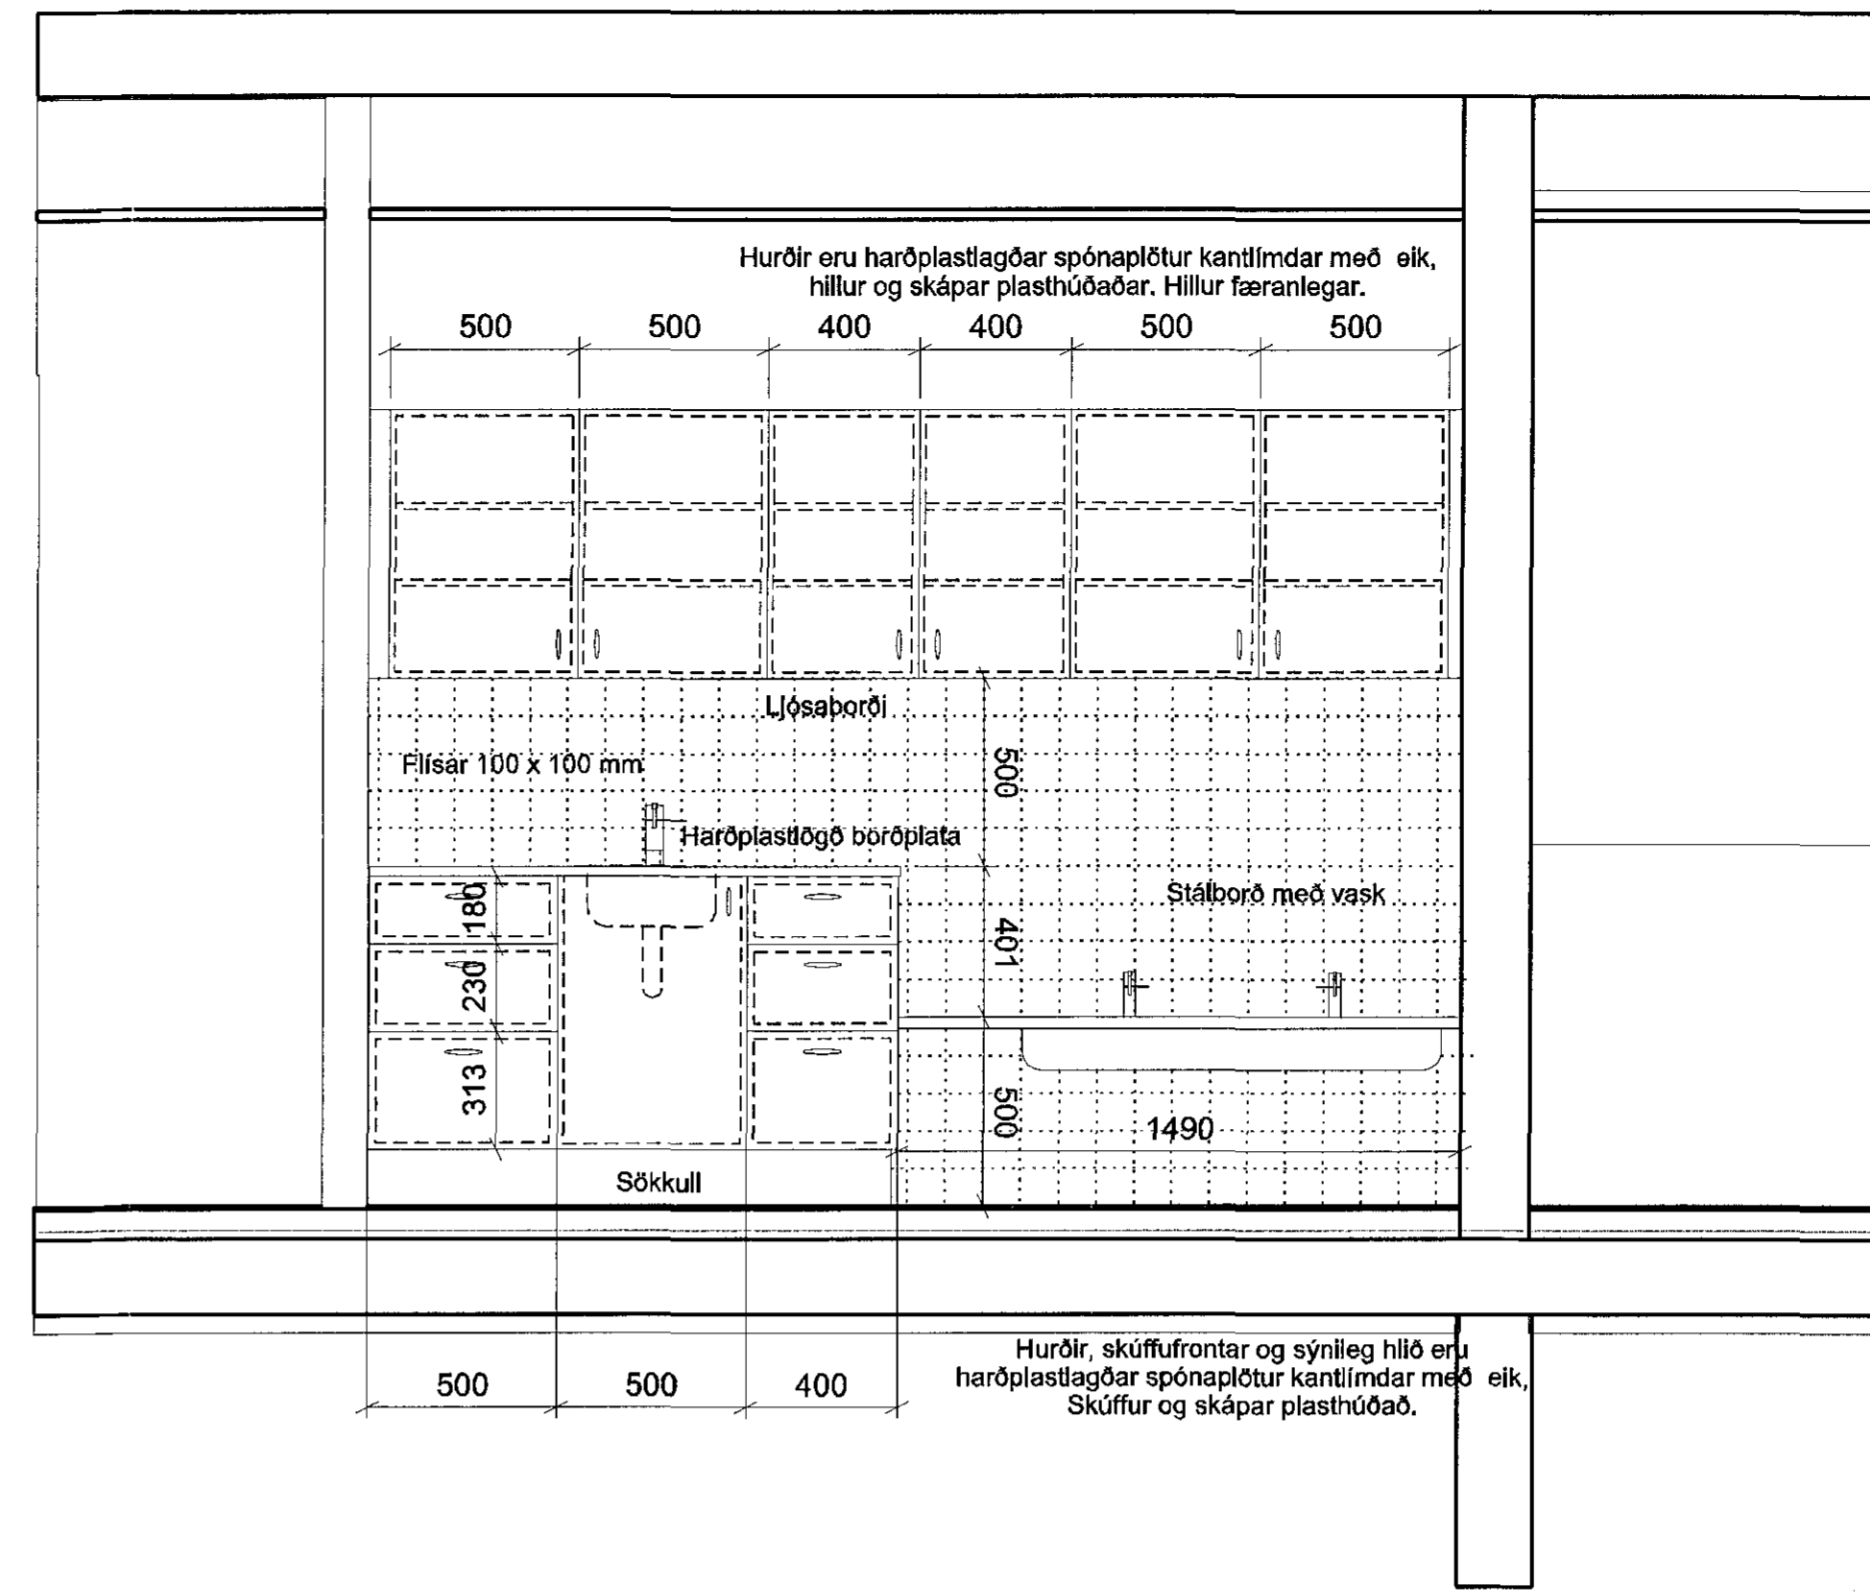 Hurðir eru harðplastlagðar spónaplötur kantlímdar með eik,
hillur og skápar plasthúðaðar. Hillur færanlegar.
500 500 400 400 500 500
Ljósaborði
Flísar 100 x 100 mm
500
Harðplastlögð borðplata
180
Stálborð með vask
401
230
313
500
1490
Sökkull
Hurðir, skúffufrontar og sýnileg hlið eru
harðplastlagðar spónaplötur kantlímdar með eik,
Skúffur og skápar plasthúðað.
500 500 400